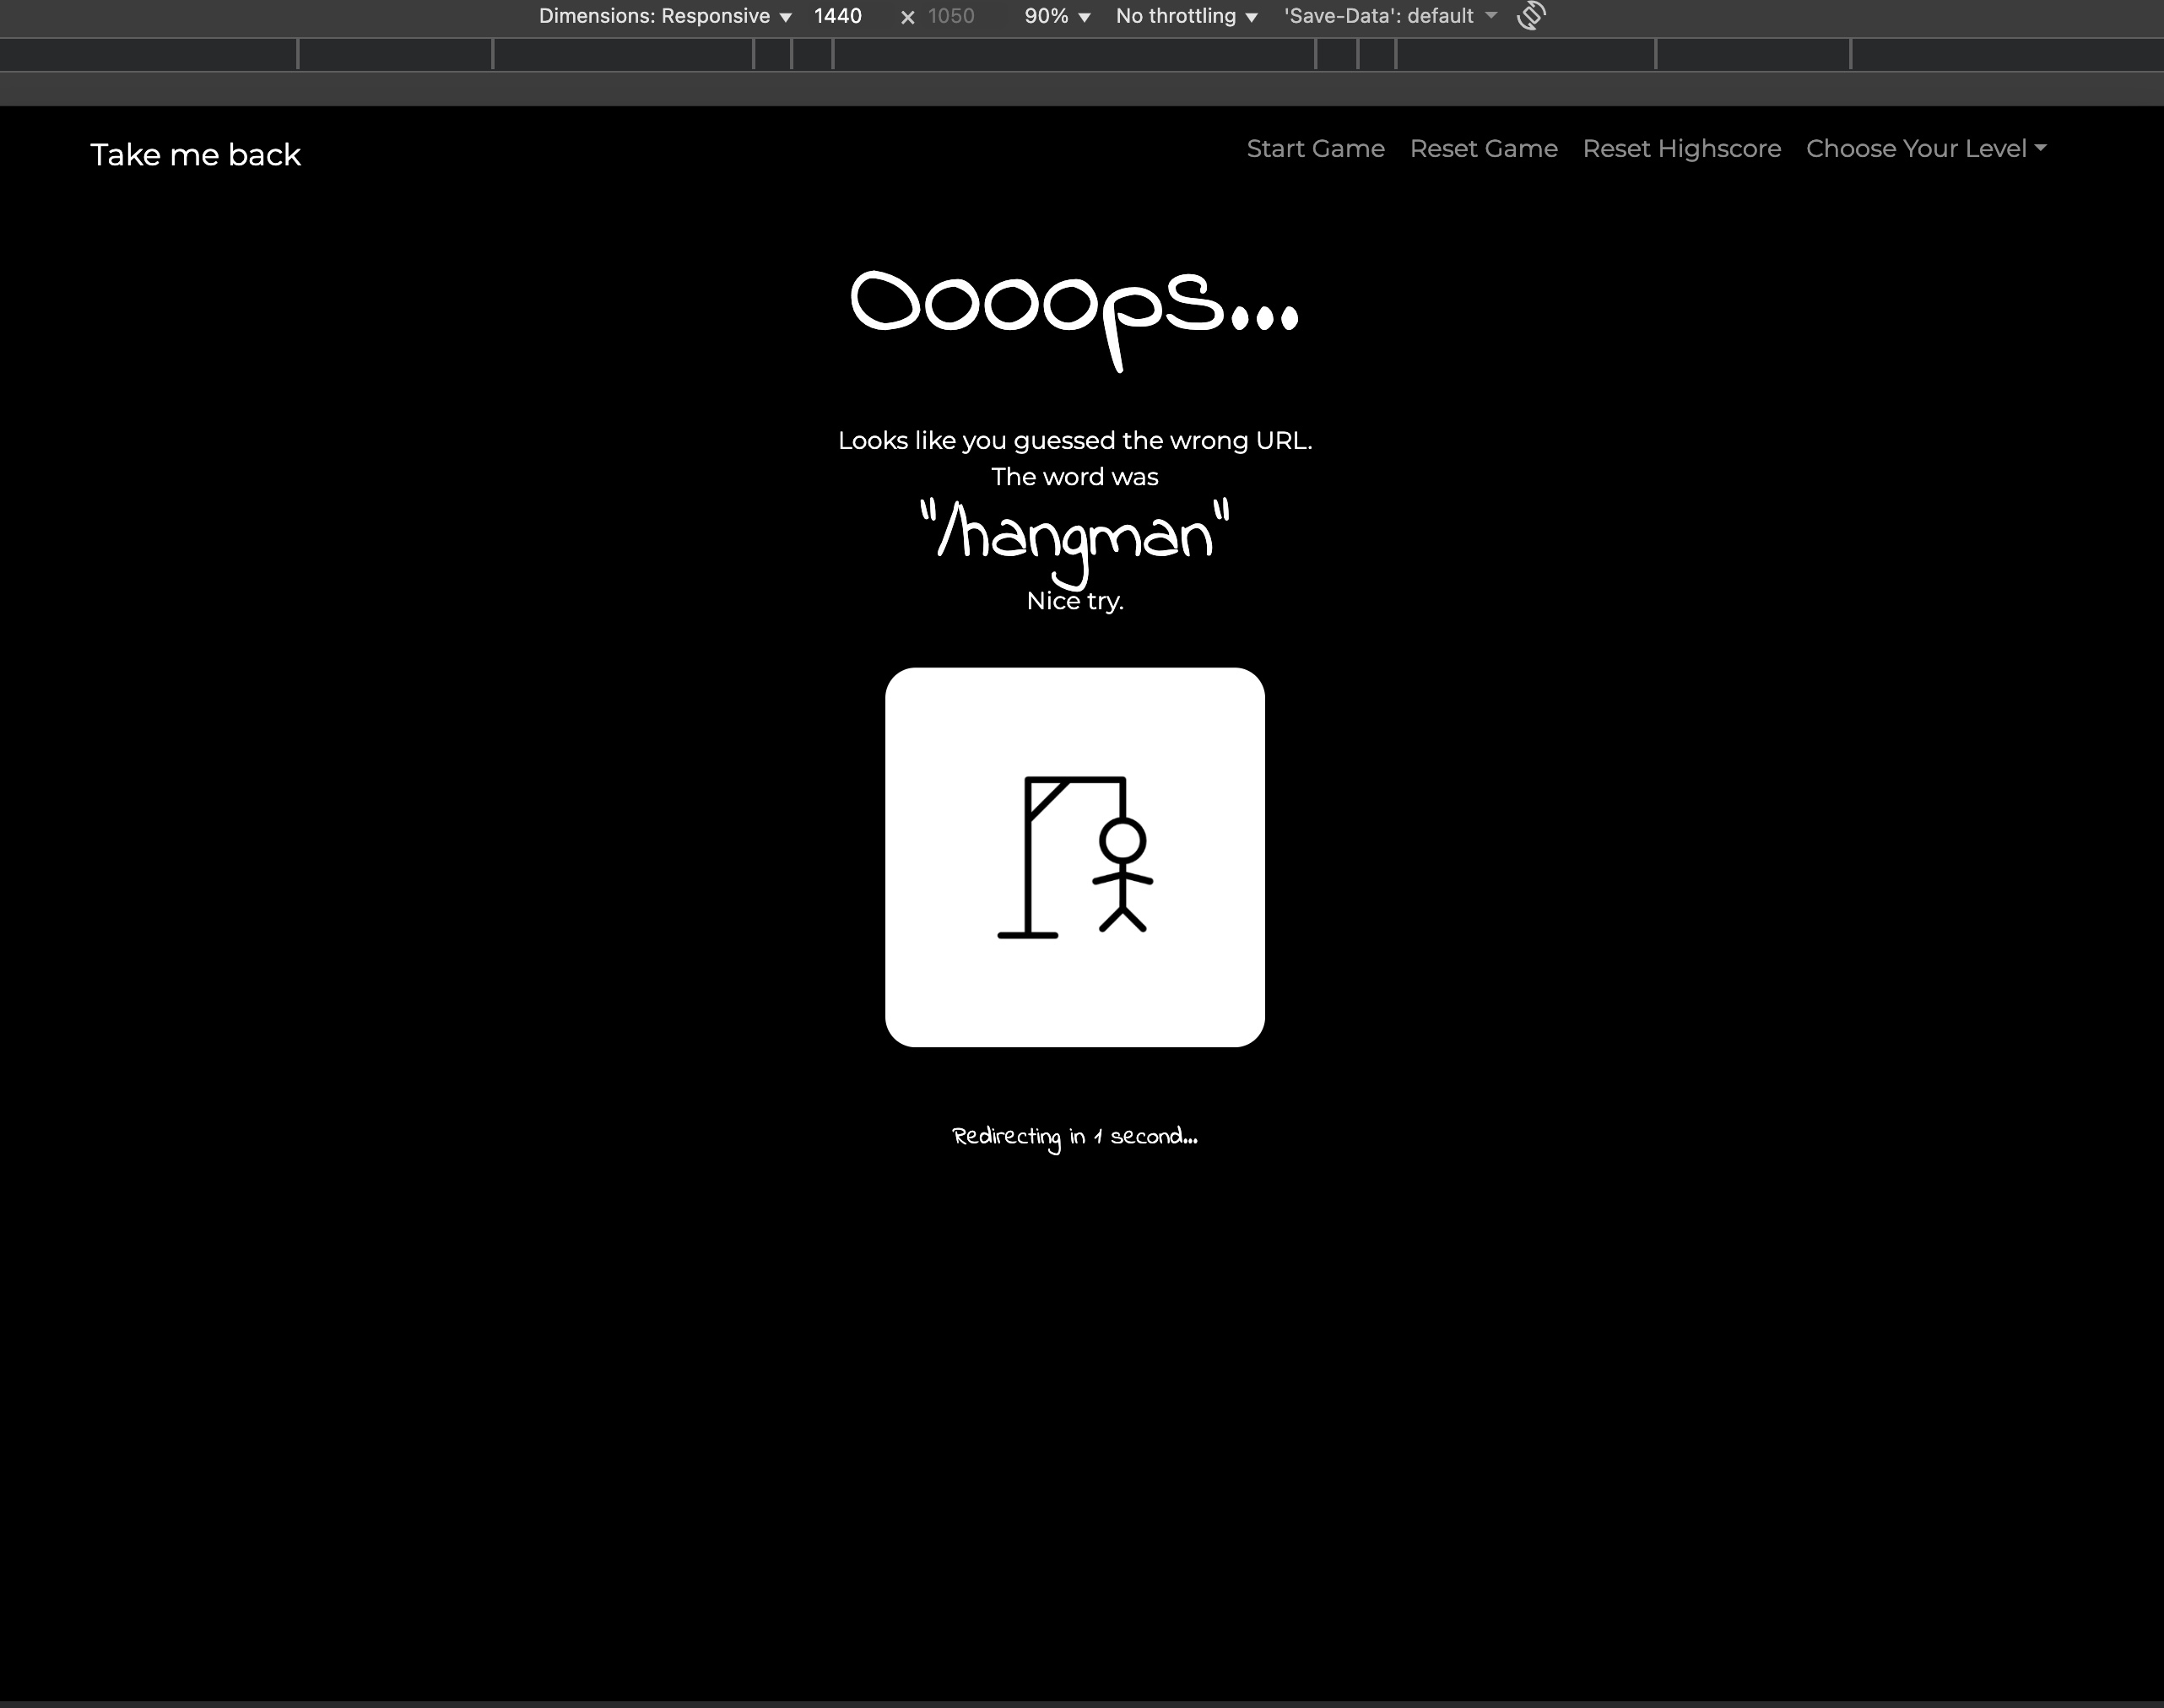 Dimensions: Responsive ▼ 1440 × 1050 90% ▼ No throttling ▼ 'Save-Data': default ▼
Take me back Start Game Reset Game Reset Highscore Choose Your Level
Oooops...
Looks like you guessed the wrong URL.
The word was
"/hangman"
Nice try.
Redirecting in 1 second...